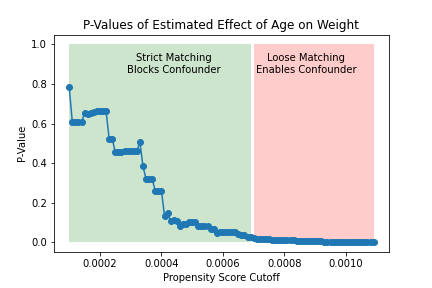 P-Values of Estimated Effect of Age on Weight
1.0
0.8
0.6
0.4
0.2
0.0
P-Value
Strict Matching
Blocks Confounder
Loose Matching
Enables Confounder
0.0002
0.0004
0.0006
0.0008
0.0010
Propensity Score Cutoff